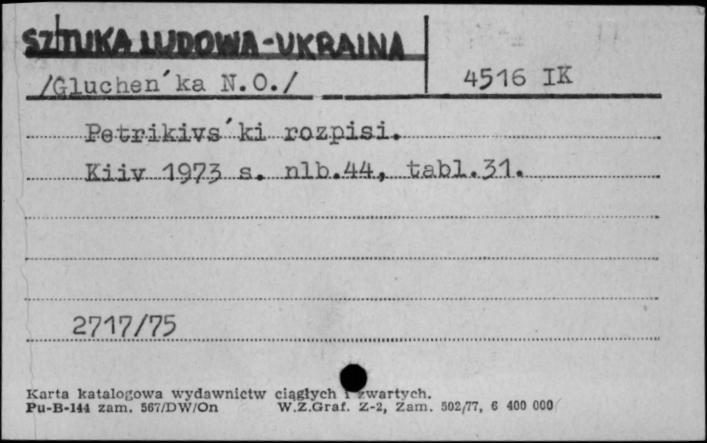 SZTUKA LUDOWA-UKRAINA
/Gluchen´ka N.O./ 4516 IK
Petrikivs´ki rozpisi.
Kiiv 1973 s. nlb.44, tabl.31.
2717/75
Karta katalogowa wydawnictw ciągłych i zwartych.
Pu-B-144 zam. 567/DW/On W.Z.Graf. Z-2, Zam. 502/77, 6 400 000